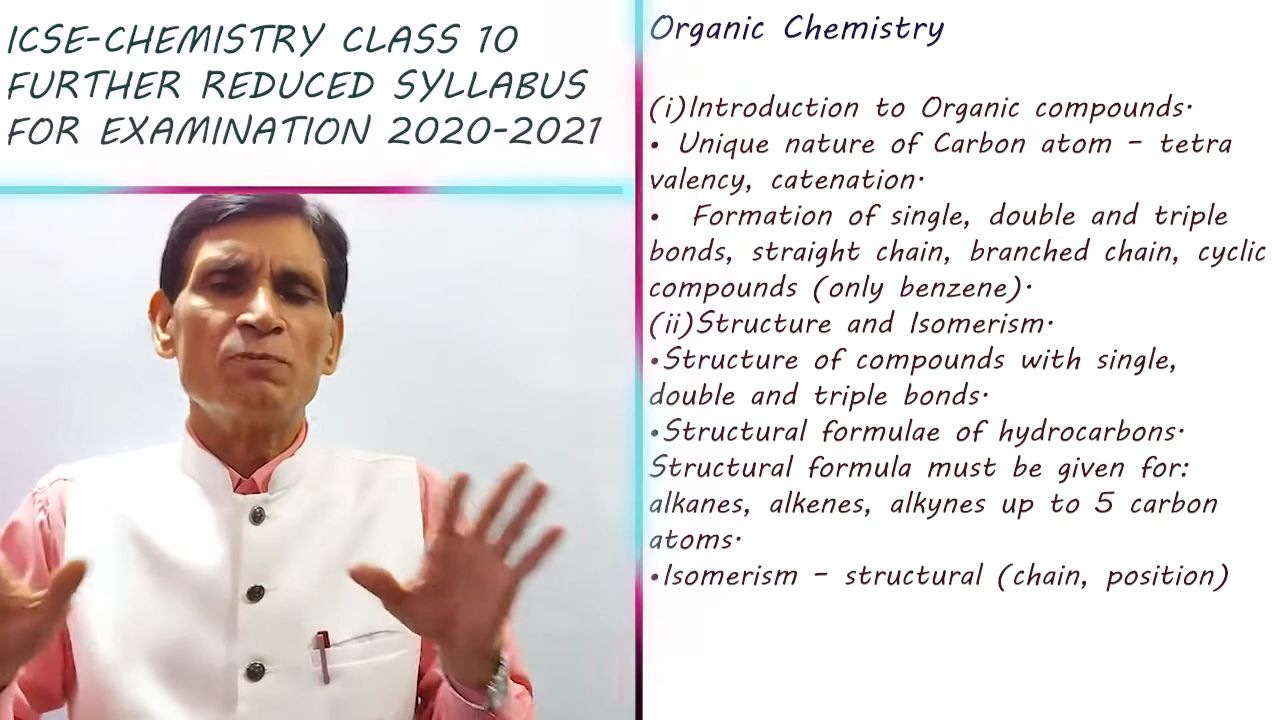 ICSE-CHEMISTRY CLASS 10
FURTHER REDUCED SYLLABUS
FOR EXAMINATION 2020-2021
Organic Chemistry
(i)Introduction to Organic compounds·
• Unique nature of Carbon atom – tetra
valency, catenation·
• Formation of single, double and triple
bonds, straight chain, branched chain, cyclic
compounds (only benzene)·
(ii)Structure and Isomerism·
•Structure of compounds with single,
double and triple bonds·
•Structural formulae of hydrocarbons·
Structural formula must be given for:
alkanes, alkenes, alkynes up to 5 carbon
atoms·
•Isomerism – structural (chain, position)